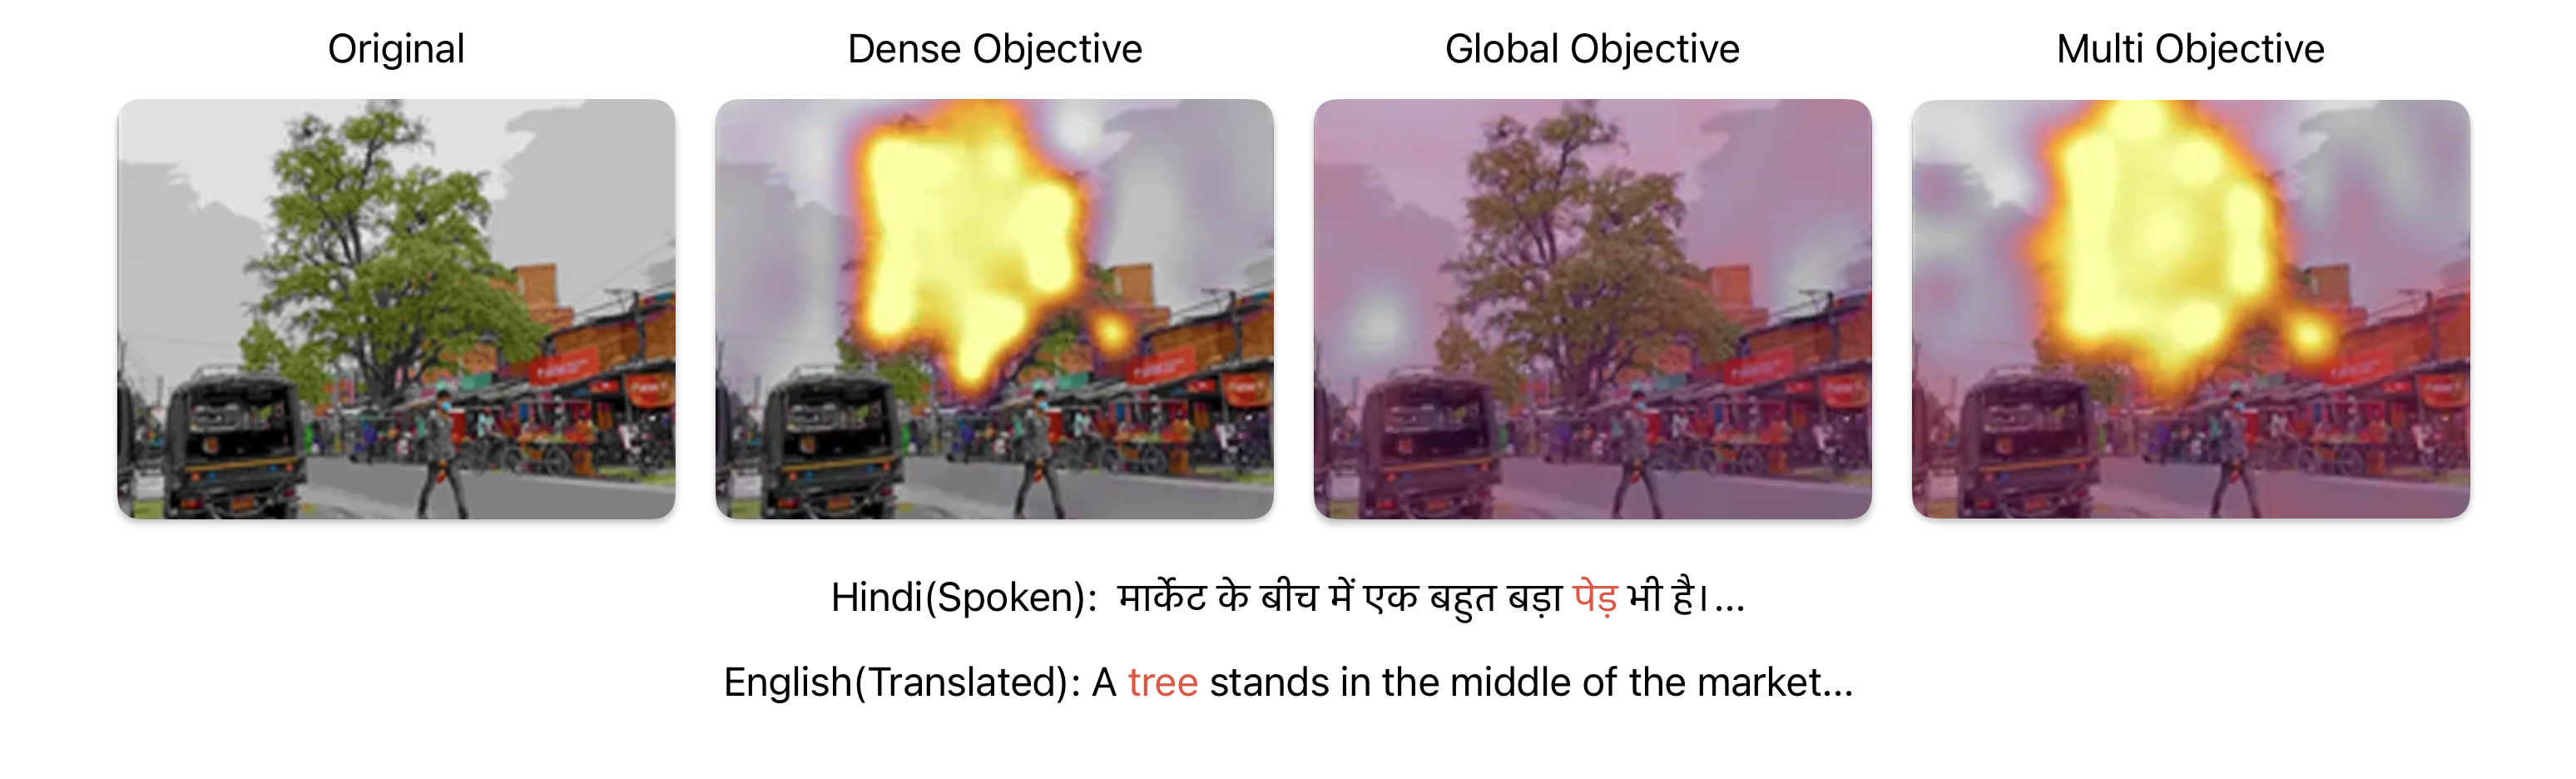 Original
Dense Objective
Global Objective
Multi Objective
Hindi(Spoken): मार्केट के बीच में एक बहुत बड़ा पेड़ भी है।...
English(Translated): A tree stands in the middle of the market...